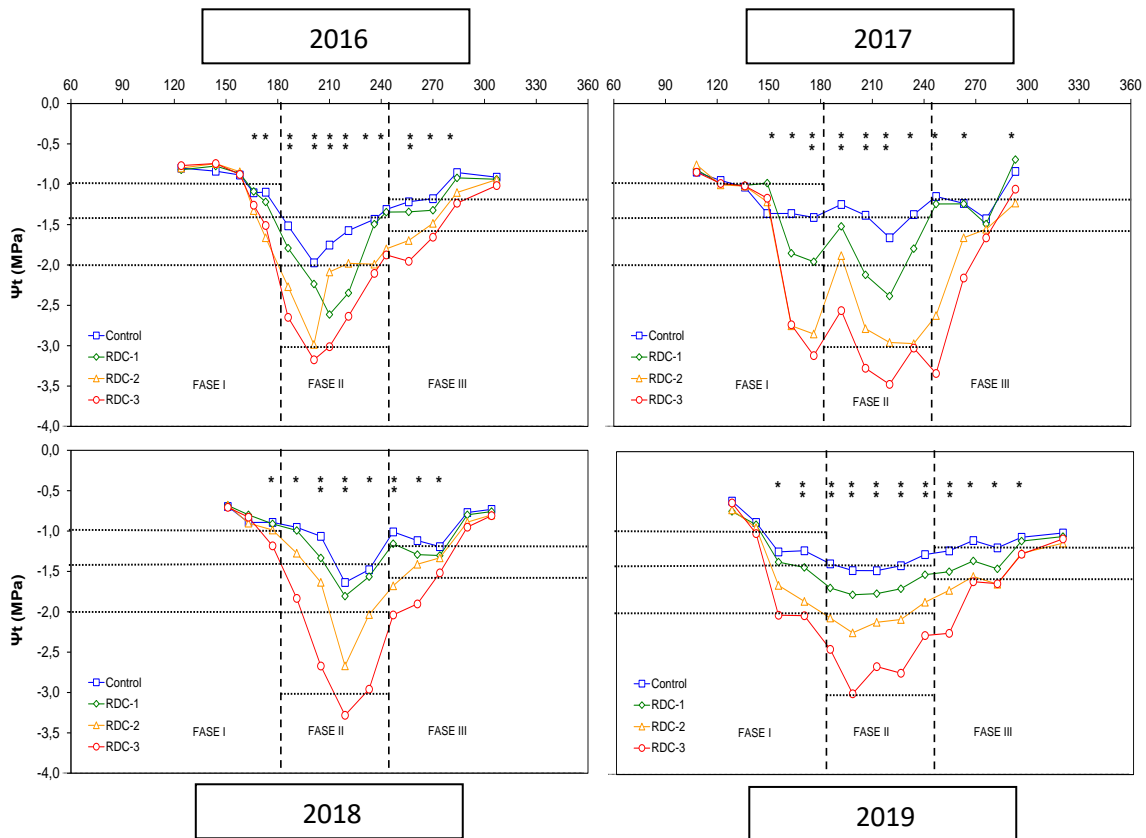 2016
2017
60 90 120 150 180 210 240 270 300 330 360
60 90 120 150 180 210 240 270 300 330 360
0,0
-0,5
-1,0
-1,5
-2,0
-2,5
-3,0
-3,5
-4,0
Ψt (MPa)
* * * * * * * * * * *
* * * * *
Control
RDC-1
RDC-2
RDC-3
FASE I
FASE II
FASE III
* * * * * * * * * *
* * * *
Control
RDC-1
RDC-2
RDC-3
FASE I
FASE II
FASE III
0,0
-0,5
-1,0
-1,5
-2,0
-2,5
-3,0
-3,5
-4,0
Ψt (MPa)
* * * * * * * *
* * *
Control
RDC-1
RDC-2
RDC-3
FASE I
FASE II
FASE III
* * * * * * * * * * *
* * * * * * *
Control
RDC-1
RDC-2
RDC-3
FASE I
FASE II
FASE III
2018
2019